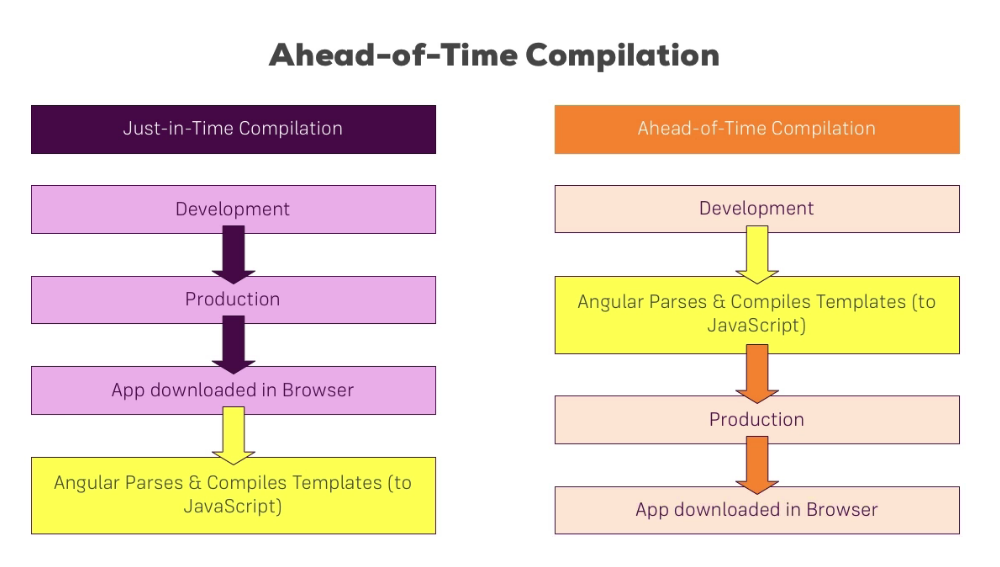 Ahead-of-Time Compilation
Just-in-Time Compilation
Development
Production
App downloaded in Browser
Angular Parses & Compiles Templates (to
JavaScript)
Ahead-of-Time Compilation
Development
Angular Parses & Compiles Templates (to
JavaScript)
Production
App downloaded in Browser